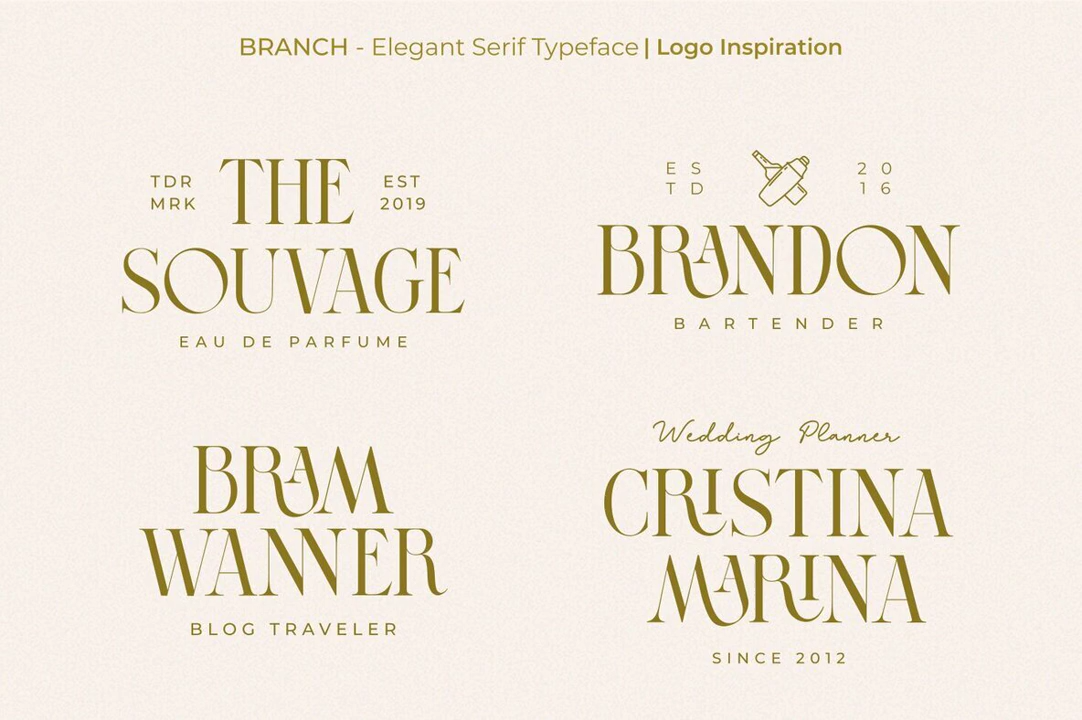 BRANCH - Elegant Serif Typeface | Logo Inspiration
TDR
MRK
THE
EST
2019
SOUVAGE
EAU DE PARFUME
ES
TD
20
16
BRANDON
BARTENDER
BRAM
WANNER
BLOG TRAVELER
Wedding Planner
CRISTINA
MARINA
SINCE 2012